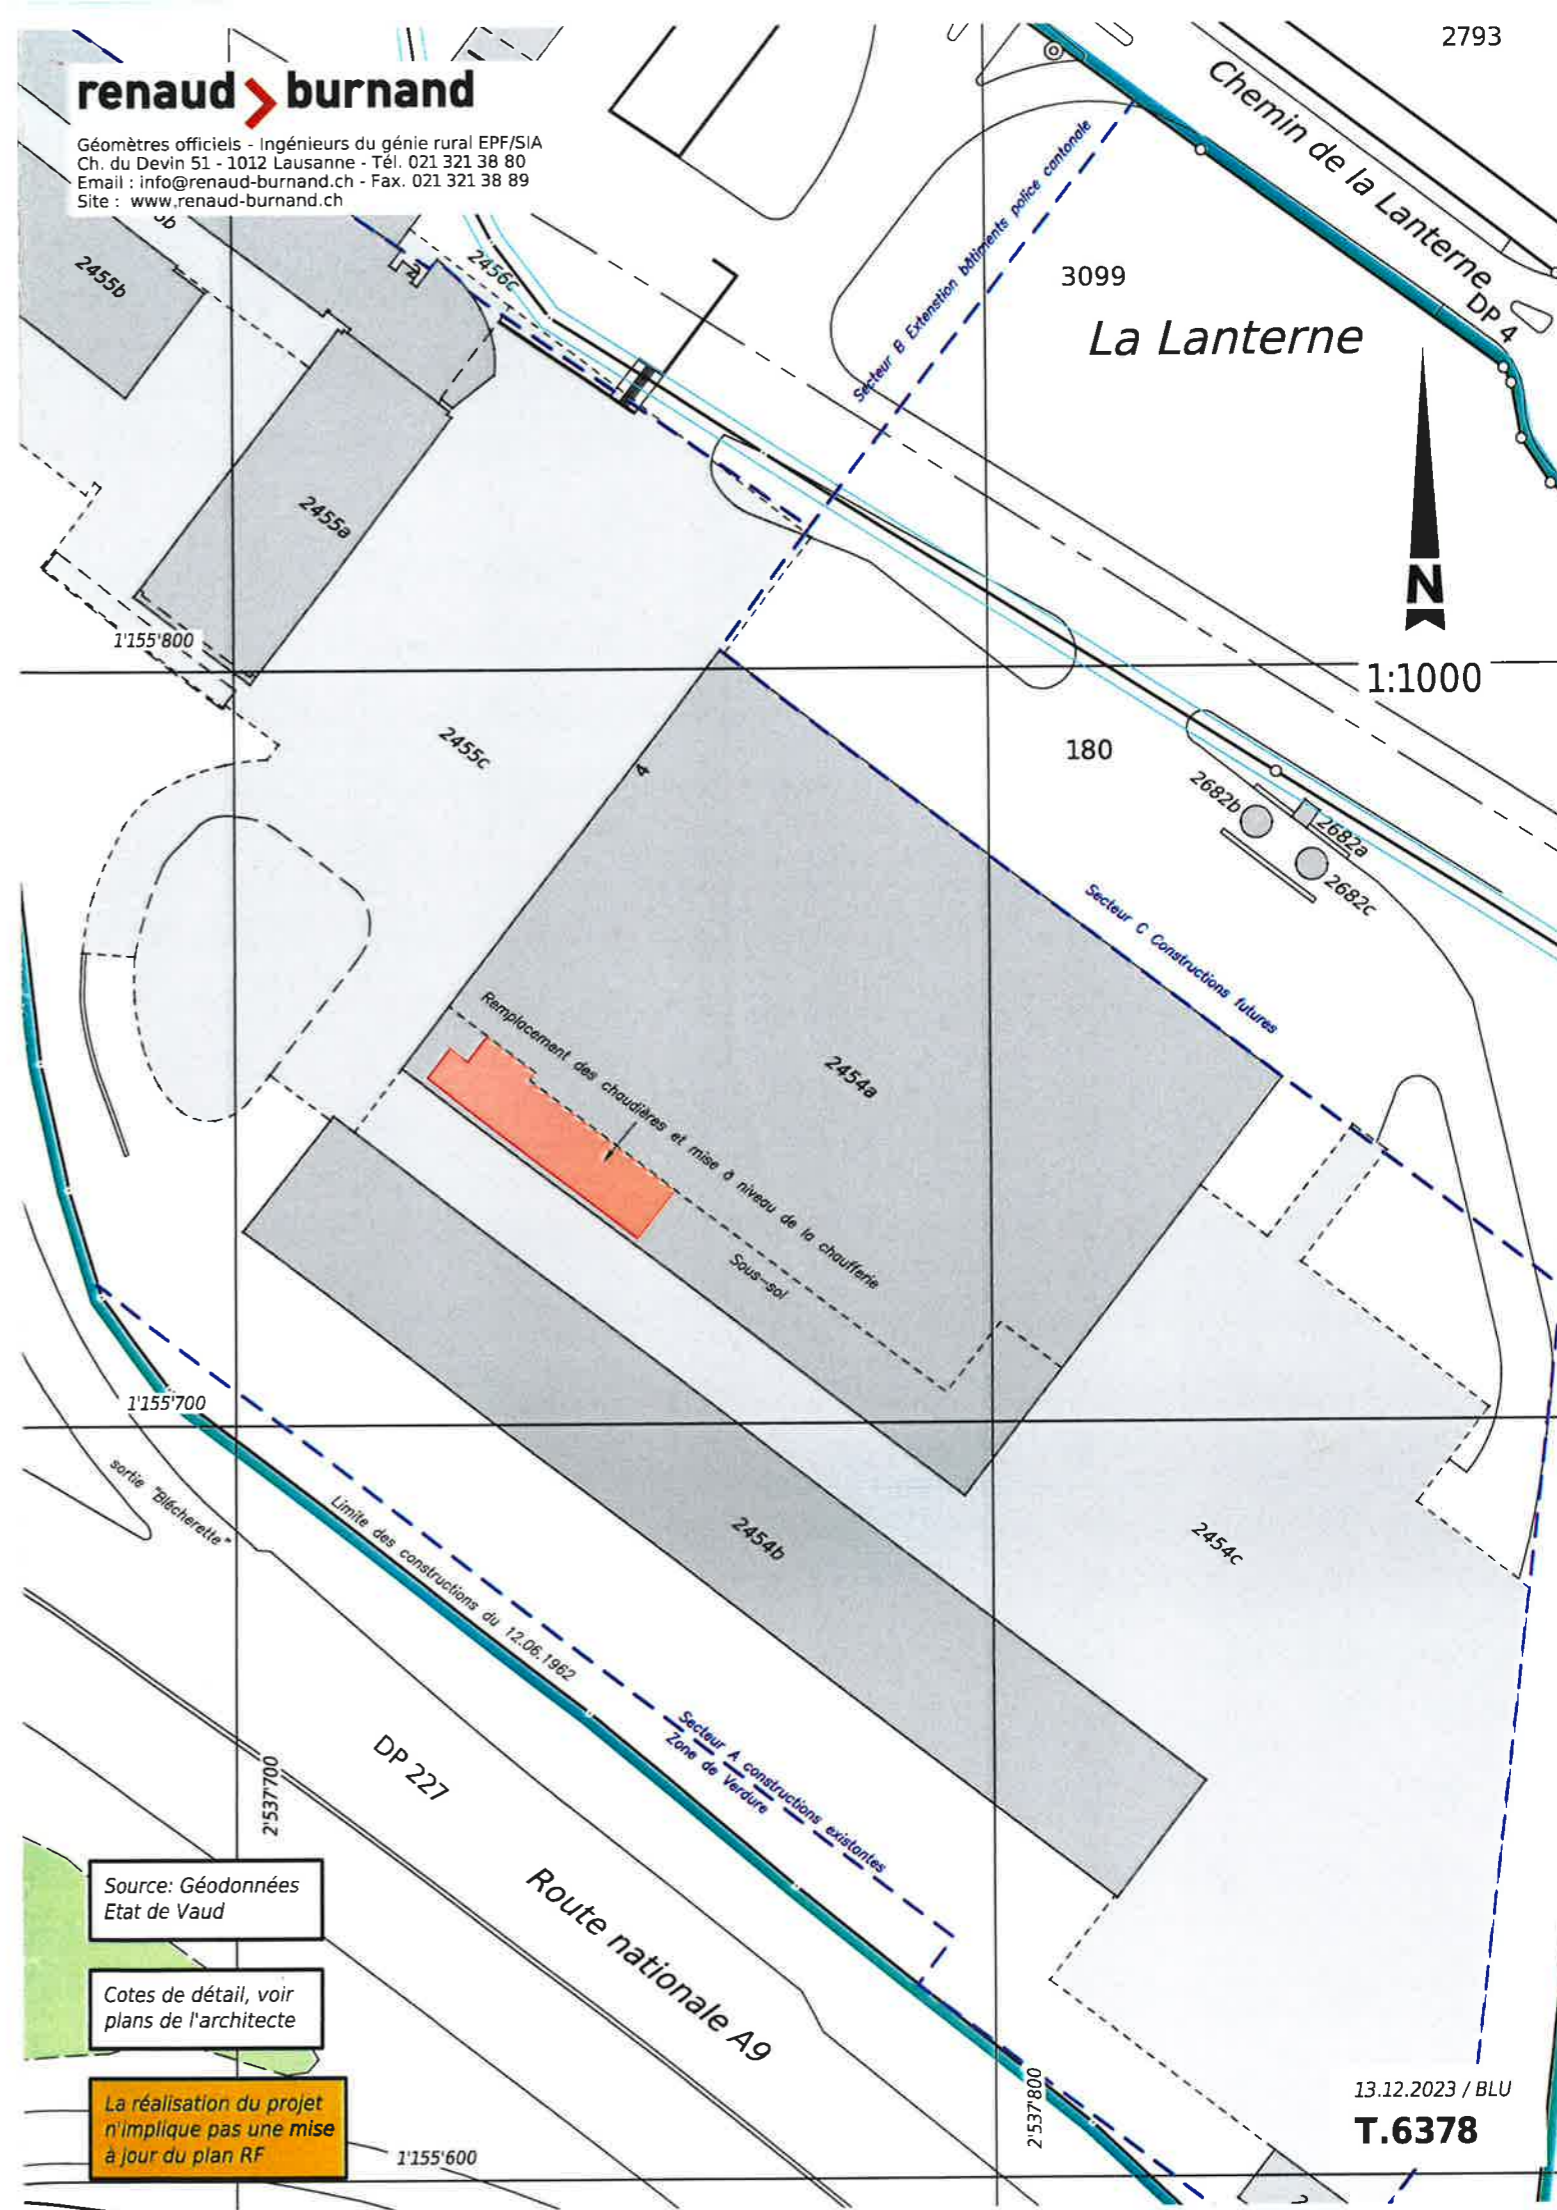 2793
renaud > burnand
Géomètres officiels - Ingénieurs du génie rural EPF/SIA
Ch. du Devin 51 - 1012 Lausanne - Tél. 021 321 38 80
Email : info@renaud-burnand.ch - Fax. 021 321 38 89
Site : www.renaud-burnand.ch
Chemin de la Lanterne
DP 4
2455b
2
2456c
Secteur B Extenstion bâtiments police cantonale
3099
La Lanterne
2455a
N
1'155'800
1:1000
2455c
4
180
2682b
2682a
2682c
Secteur C Constructions futures
Remplacement des chaudières et mise à niveau de la chaufferie
2454a
Sous-sol
1'155'700
sortie "Blécherette"
Limite des constructions du 12.06.1962
2454b
2454c
Secteur A constructions existantes
Zone de Verdure
DP 227
2'537'700
Route nationale A9
Source: Géodonnées
Etat de Vaud
Cotes de détail, voir
plans de l'architecte
La réalisation du projet
n'implique pas une mise
à jour du plan RF
1'155'600
2'537'800
13.12.2023 / BLU
T.6378